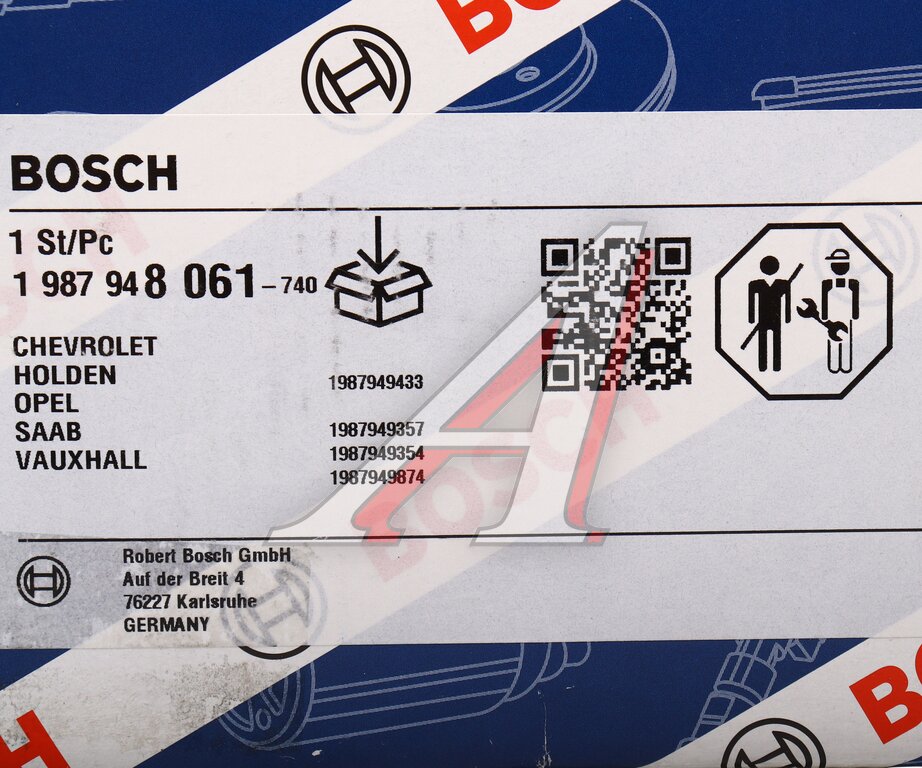 BOSCH
1 St/Pc
1 987 948 061 – 740
CHEVROLET
HOLDEN 1987949433
OPEL
SAAB 1987949357
VAUXHALL 1987949354
1987949874
Robert Bosch GmbH
Auf der Breit 4
76227 Karlsruhe
GERMANY
BOSCH